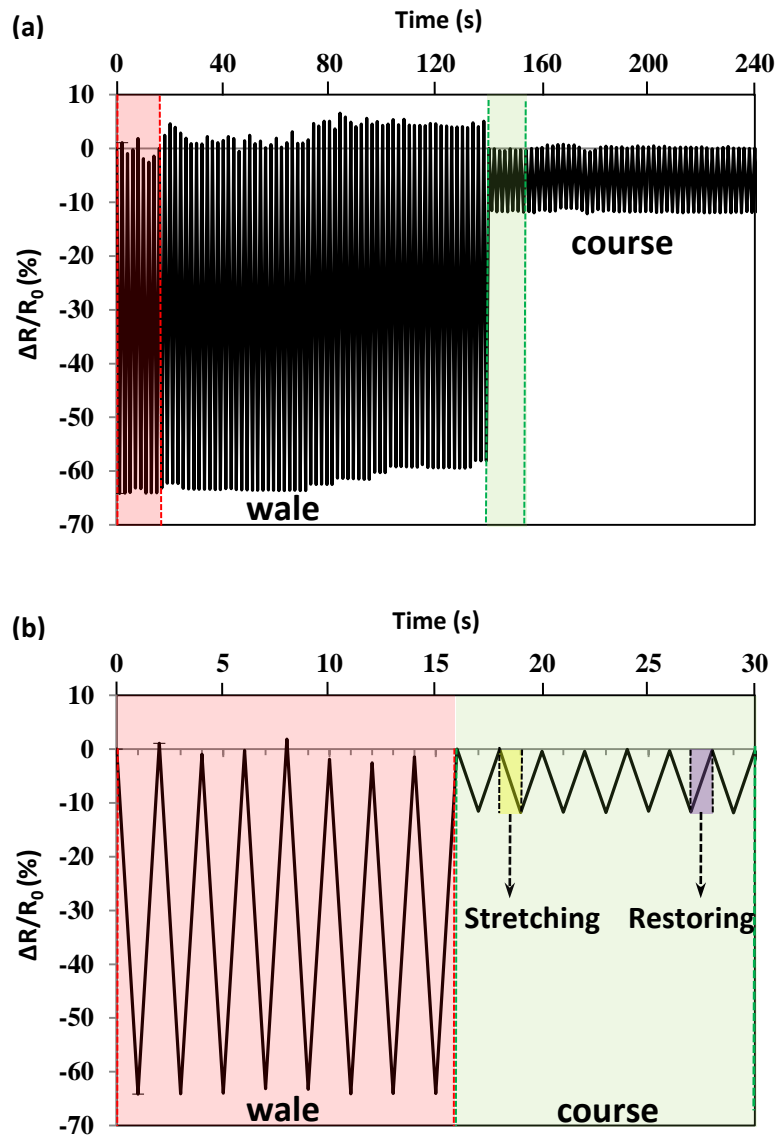 (a)
Time (s)
0 40 80 120 160 200 240
10
0
-10
-20
-30
-40
-50
-60
-70
ΔR/R0 (%)
wale
course
(b)
Time (s)
0 5 10 15 20 25 30
10
0
-10
-20
-30
-40
-50
-60
-70
ΔR/R0 (%)
Stretching Restoring
wale course